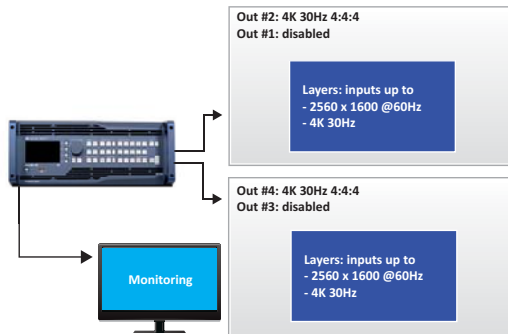 Out #2: 4K 30Hz 4:4:4
Out #1: disabled
Layers: inputs up to
- 2560 x 1600 @60Hz
- 4K 30Hz
Out #4: 4K 30Hz 4:4:4
Out #3: disabled
Layers: inputs up to
- 2560 x 1600 @60Hz
- 4K 30Hz
Monitoring